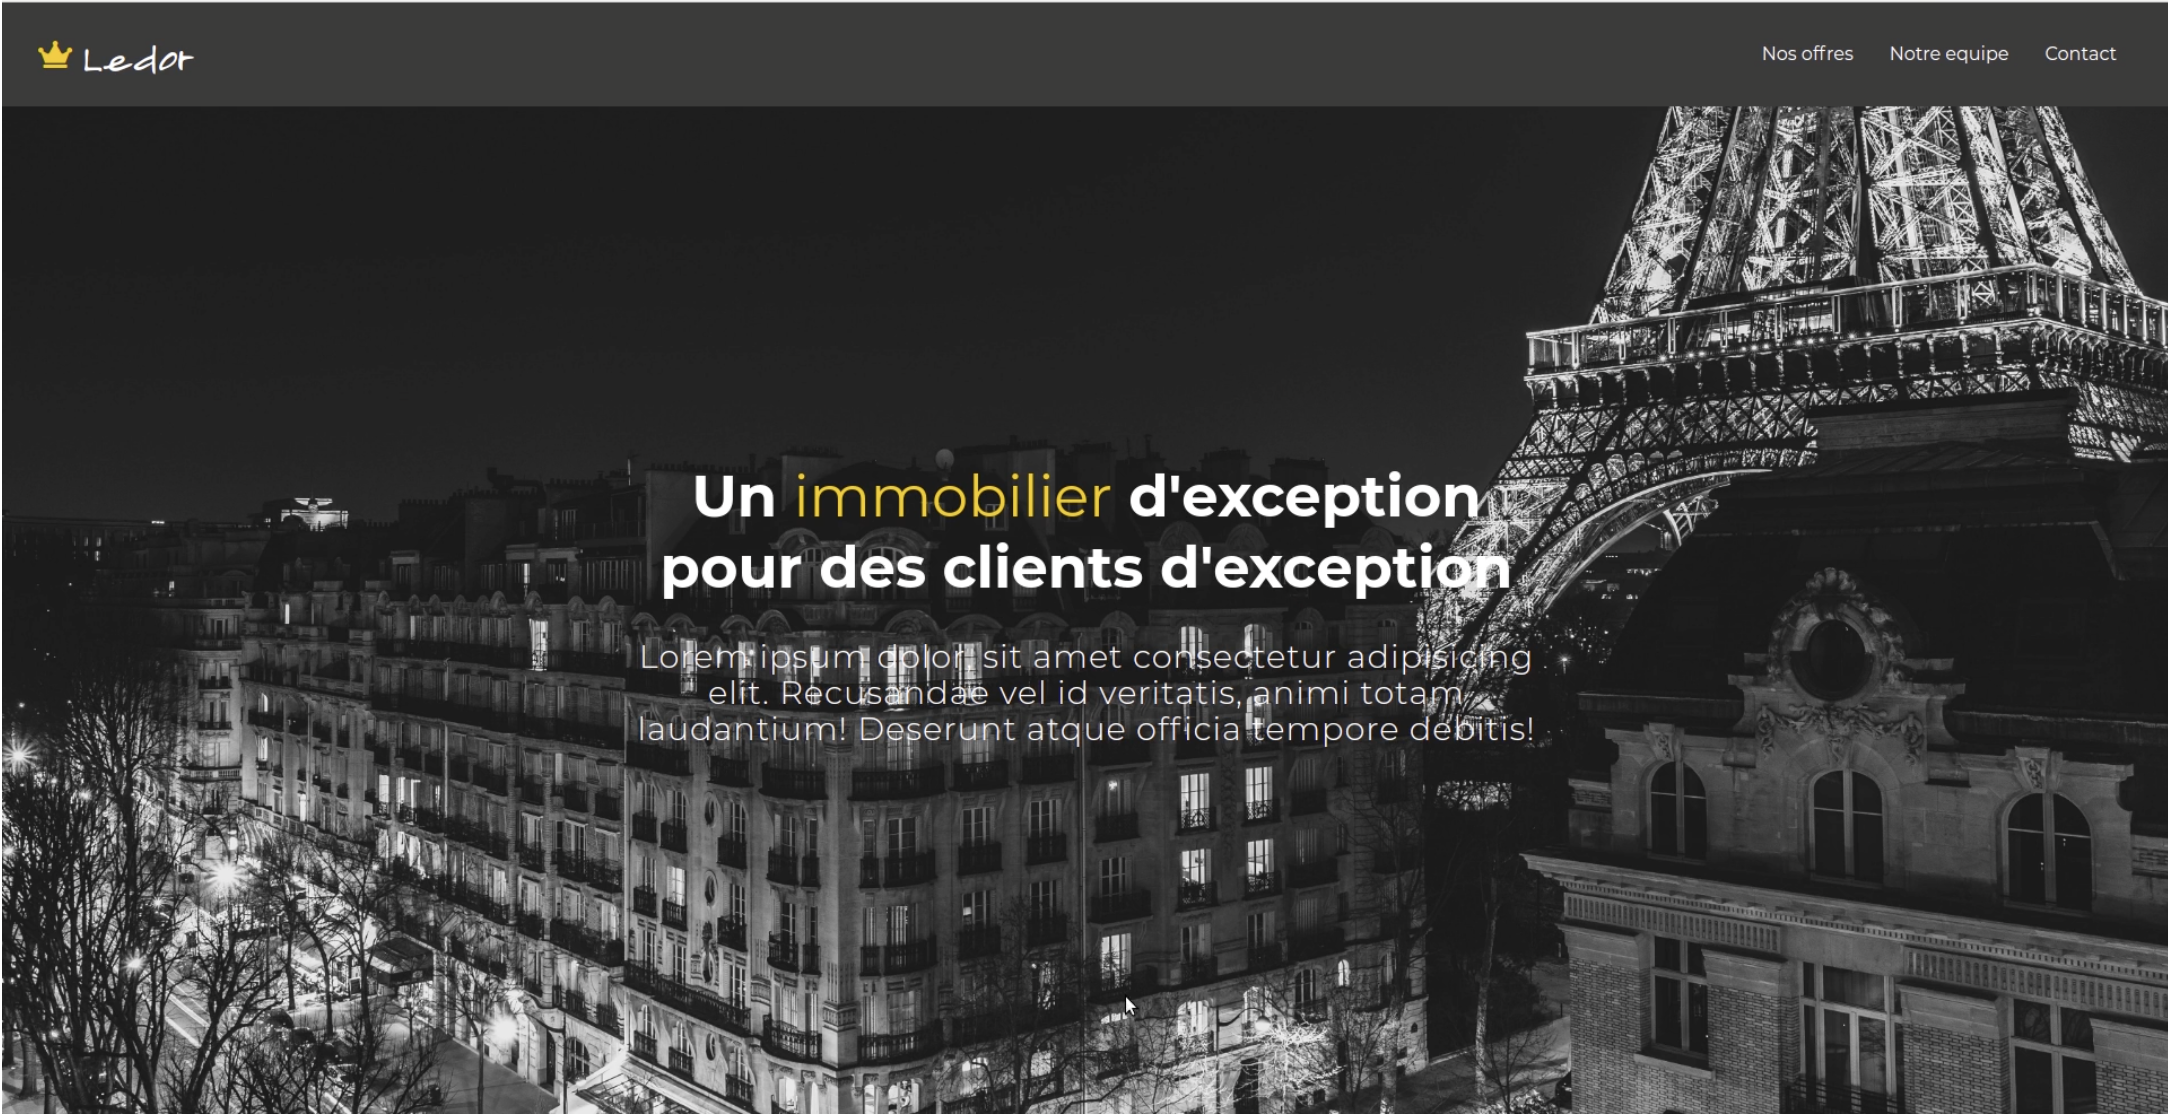 Ledor
Nos offres Notre equipe Contact
Un immobilier d'exception
pour des clients d'exception
Lorem ipsum dolor, sit amet consectetur adipisicing
elit. Recusandae vel id veritatis, animi totam
laudantium! Deserunt atque officia tempore debitis!